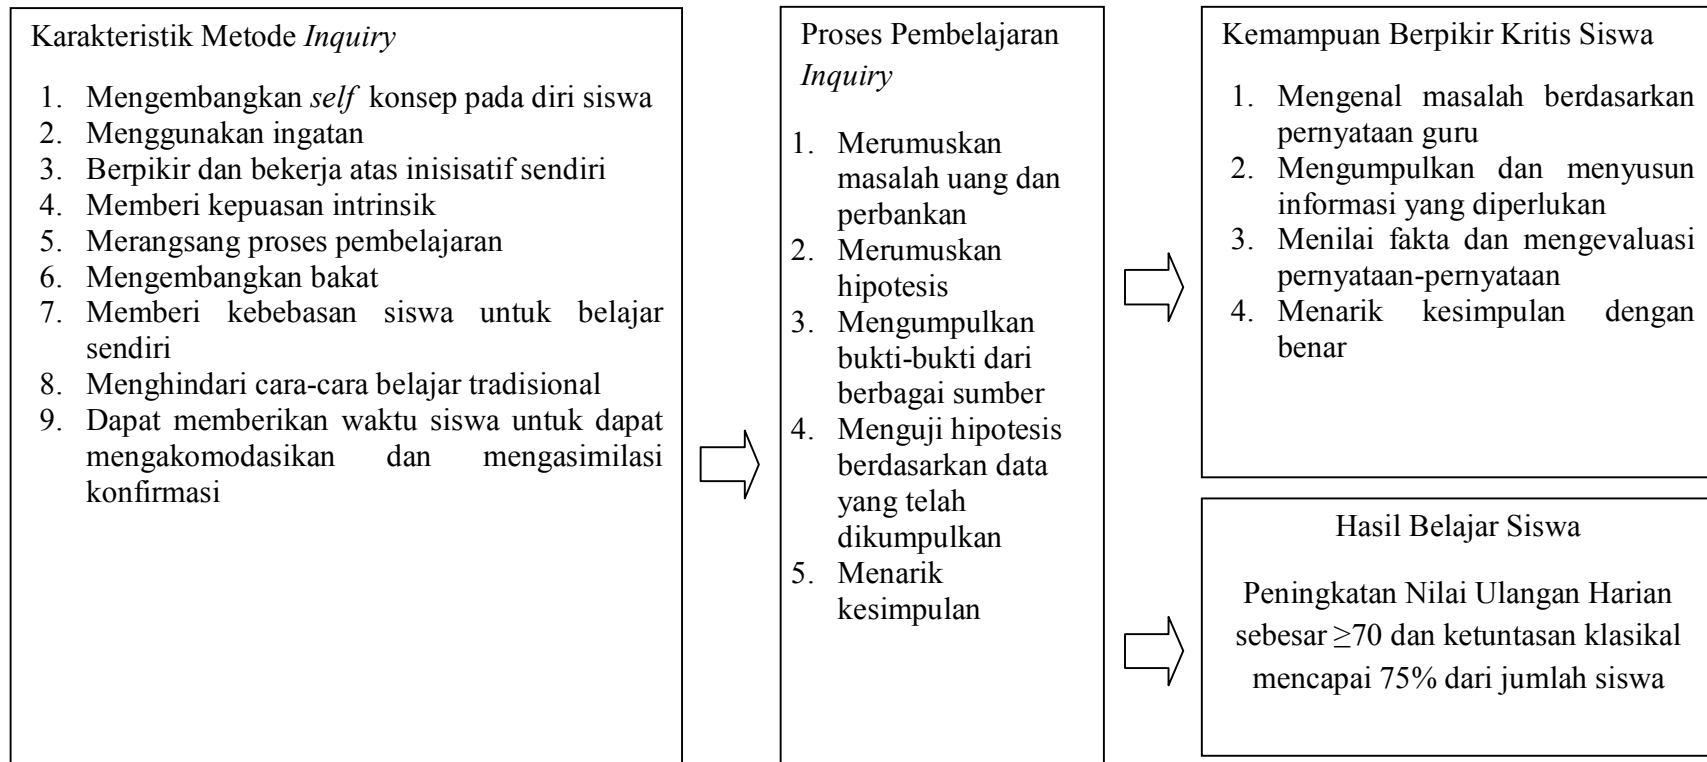 Karakteristik Metode Inquiry
1. Mengembangkan self konsep pada diri siswa
2. Menggunakan ingatan
3. Berpikir dan bekerja atas inisisatif sendiri
4. Memberi kepuasan intrinsik
5. Merangsang proses pembelajaran
6. Mengembangkan bakat
7. Memberi kebebasan siswa untuk belajar
sendiri
8. Menghindari cara-cara belajar tradisional
9. Dapat memberikan waktu siswa untuk dapat
mengakomodasikan dan mengasimilasi
konfirmasi
Proses Pembelajaran
Inquiry
1. Merumuskan
masalah uang dan
perbankan
2. Merumuskan
hipotesis
3. Mengumpulkan
bukti-bukti dari
berbagai sumber
4. Menguji hipotesis
berdasarkan data
yang telah
dikumpulkan
5. Menarik
kesimpulan
Kemampuan Berpikir Kritis Siswa
1. Mengenal masalah berdasarkan
pernyataan guru
2. Mengumpulkan dan menyusun
informasi yang diperlukan
3. Menilai fakta dan mengevaluasi
pernyataan-pernyataan
4. Menarik kesimpulan dengan
benar
Hasil Belajar Siswa
Peningkatan Nilai Ulangan Harian
sebesar ≥70 dan ketuntasan klasikal
mencapai 75% dari jumlah siswa